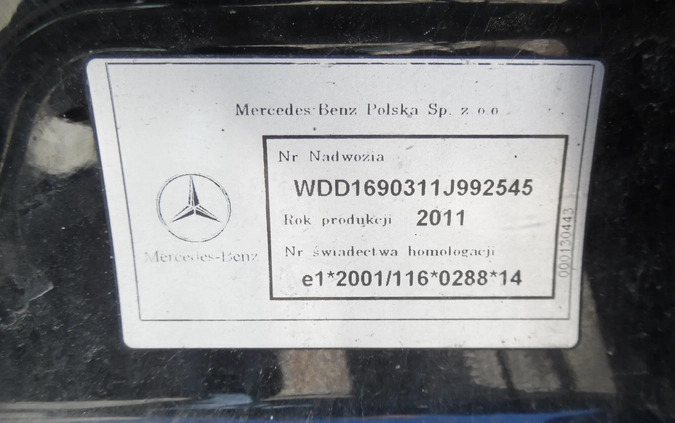 Mercedes-Benz Polska Sp. z o o
Nr Nadwozia
WDD1690311J992545
Rok produkcji 2011
Nr świadectwa homologacji
e1*2001/116*0288*14
Mercedes-Benz
000130443